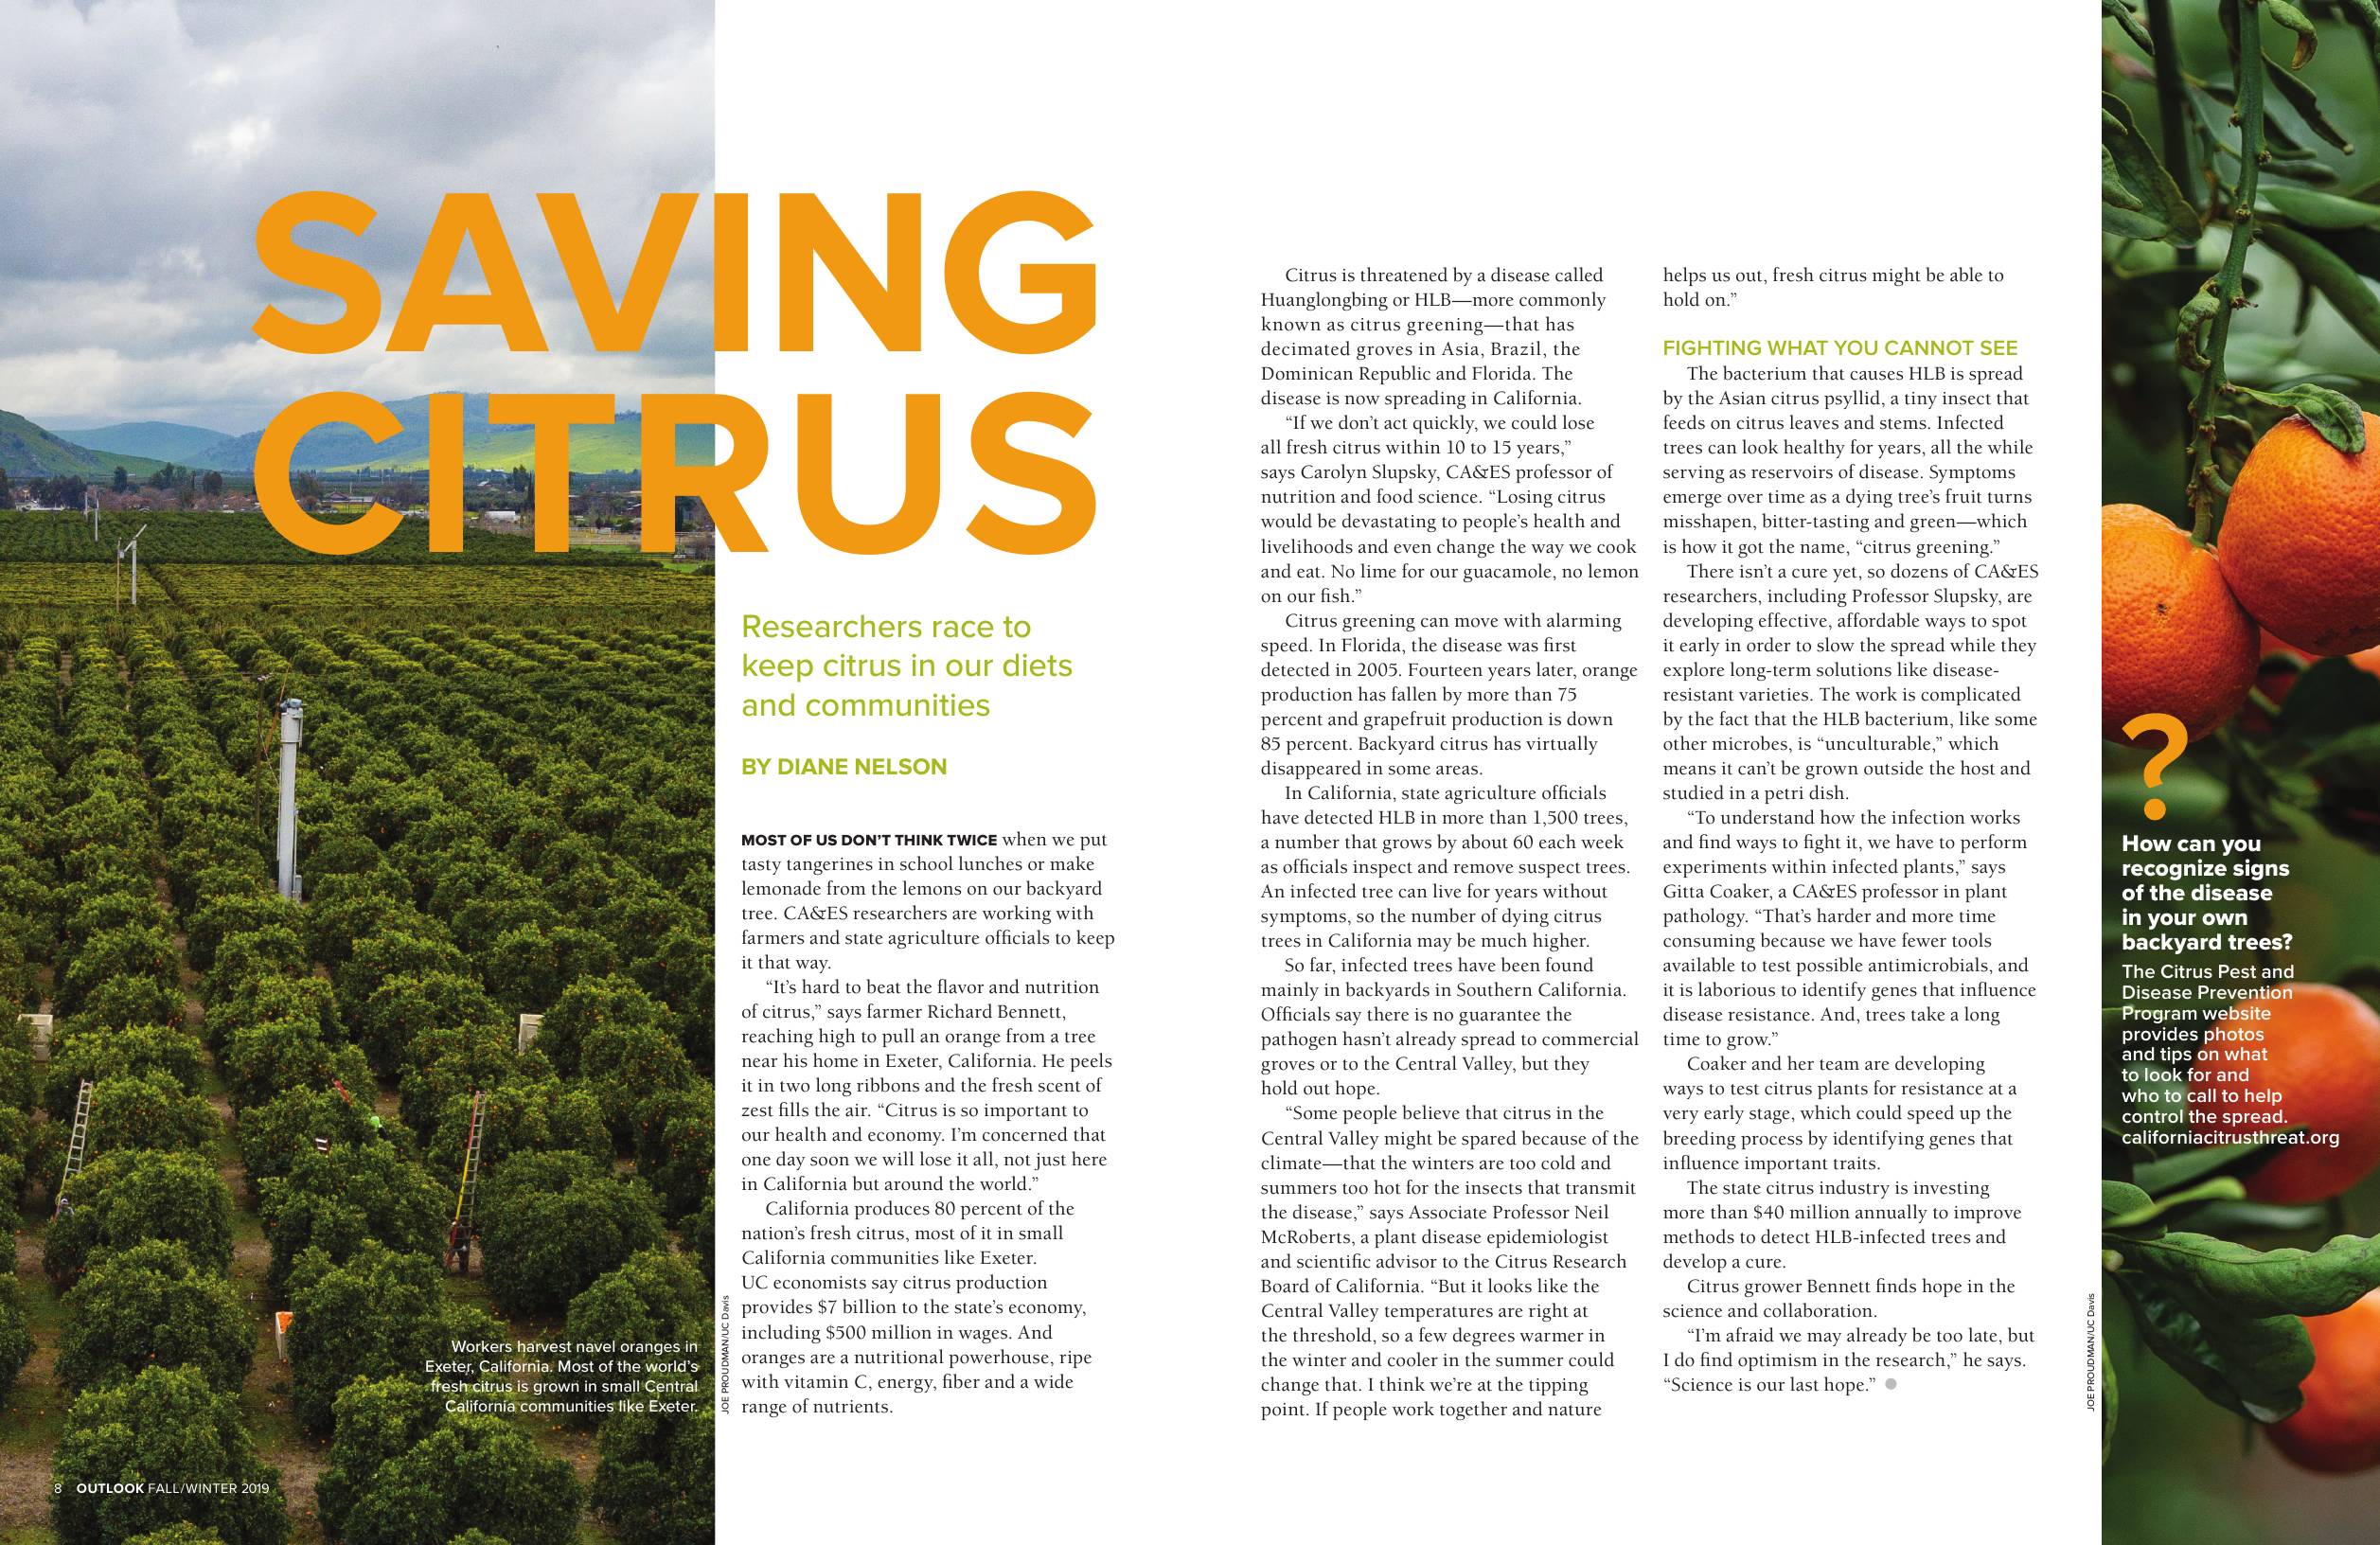 SAVING
CITRUS
Researchers race to
keep citrus in our diets
and communities
BY DIANE NELSON
MOST OF US DON’T THINK TWICE when we put
tasty tangerines in school lunches or make
lemonade from the lemons on our backyard
tree. CA&ES researchers are working with
farmers and state agriculture officials to keep
it that way.
“It’s hard to beat the flavor and nutrition
of citrus,” says farmer Richard Bennett,
reaching high to pull an orange from a tree
near his home in Exeter, California. He peels
it in two long ribbons and the fresh scent of
zest fills the air. “Citrus is so important to
our health and economy. I’m concerned that
one day soon we will lose it all, not just here
in California but around the world.”
California produces 80 percent of the
nation’s fresh citrus, most of it in small
California communities like Exeter.
UC economists say citrus production
provides $7 billion to the state’s economy,
including $500 million in wages. And
oranges are a nutritional powerhouse, ripe
with vitamin C, energy, fiber and a wide
range of nutrients.
JOE PROUDMAN/UC Davis
Workers harvest navel oranges in
Exeter, California. Most of the world’s
fresh citrus is grown in small Central
California communities like Exeter.
8 OUTLOOK FALL/WINTER 2019
Citrus is threatened by a disease called
Huanglongbing or HLB—more commonly
known as citrus greening—that has
decimated groves in Asia, Brazil, the
Dominican Republic and Florida. The
disease is now spreading in California.
“If we don’t act quickly, we could lose
all fresh citrus within 10 to 15 years,”
says Carolyn Slupsky, CA&ES professor of
nutrition and food science. “Losing citrus
would be devastating to people’s health and
livelihoods and even change the way we cook
and eat. No lime for our guacamole, no lemon
on our fish.”
Citrus greening can move with alarming
speed. In Florida, the disease was first
detected in 2005. Fourteen years later, orange
production has fallen by more than 75
percent and grapefruit production is down
85 percent. Backyard citrus has virtually
disappeared in some areas.
In California, state agriculture officials
have detected HLB in more than 1,500 trees,
a number that grows by about 60 each week
as officials inspect and remove suspect trees.
An infected tree can live for years without
symptoms, so the number of dying citrus
trees in California may be much higher.
So far, infected trees have been found
mainly in backyards in Southern California.
Officials say there is no guarantee the
pathogen hasn’t already spread to commercial
groves or to the Central Valley, but they
hold out hope.
“Some people believe that citrus in the
Central Valley might be spared because of the
climate—that the winters are too cold and
summers too hot for the insects that transmit
the disease,” says Associate Professor Neil
McRoberts, a plant disease epidemiologist
and scientific advisor to the Citrus Research
Board of California. “But it looks like the
Central Valley temperatures are right at
the threshold, so a few degrees warmer in
the winter and cooler in the summer could
change that. I think we’re at the tipping
point. If people work together and nature
helps us out, fresh citrus might be able to
hold on.”
FIGHTING WHAT YOU CANNOT SEE
The bacterium that causes HLB is spread
by the Asian citrus psyllid, a tiny insect that
feeds on citrus leaves and stems. Infected
trees can look healthy for years, all the while
serving as reservoirs of disease. Symptoms
emerge over time as a dying tree’s fruit turns
misshapen, bitter-tasting and green—which
is how it got the name, “citrus greening.”
There isn’t a cure yet, so dozens of CA&ES
researchers, including Professor Slupsky, are
developing effective, affordable ways to spot
it early in order to slow the spread while they
explore long-term solutions like disease-
resistant varieties. The work is complicated
by the fact that the HLB bacterium, like some
other microbes, is “unculturable,” which
means it can’t be grown outside the host and
studied in a petri dish.
“To understand how the infection works
and find ways to fight it, we have to perform
experiments within infected plants,” says
Gitta Coaker, a CA&ES professor in plant
pathology. “That’s harder and more time
consuming because we have fewer tools
available to test possible antimicrobials, and
it is laborious to identify genes that influence
disease resistance. And, trees take a long
time to grow.”
Coaker and her team are developing
ways to test citrus plants for resistance at a
very early stage, which could speed up the
breeding process by identifying genes that
influence important traits.
The state citrus industry is investing
more than $40 million annually to improve
methods to detect HLB-infected trees and
develop a cure.
Citrus grower Bennett finds hope in the
science and collaboration.
“I’m afraid we may already be too late, but
I do find optimism in the research,” he says.
“Science is our last hope.”
JOE PROUDMAN/UC Davis
?
How can you
recognize signs
of the disease
in your own
backyard trees?
The Citrus Pest and
Disease Prevention
Program website
provides photos
and tips on what
to look for and
who to call to help
control the spread.
californiacitrusthreat.org